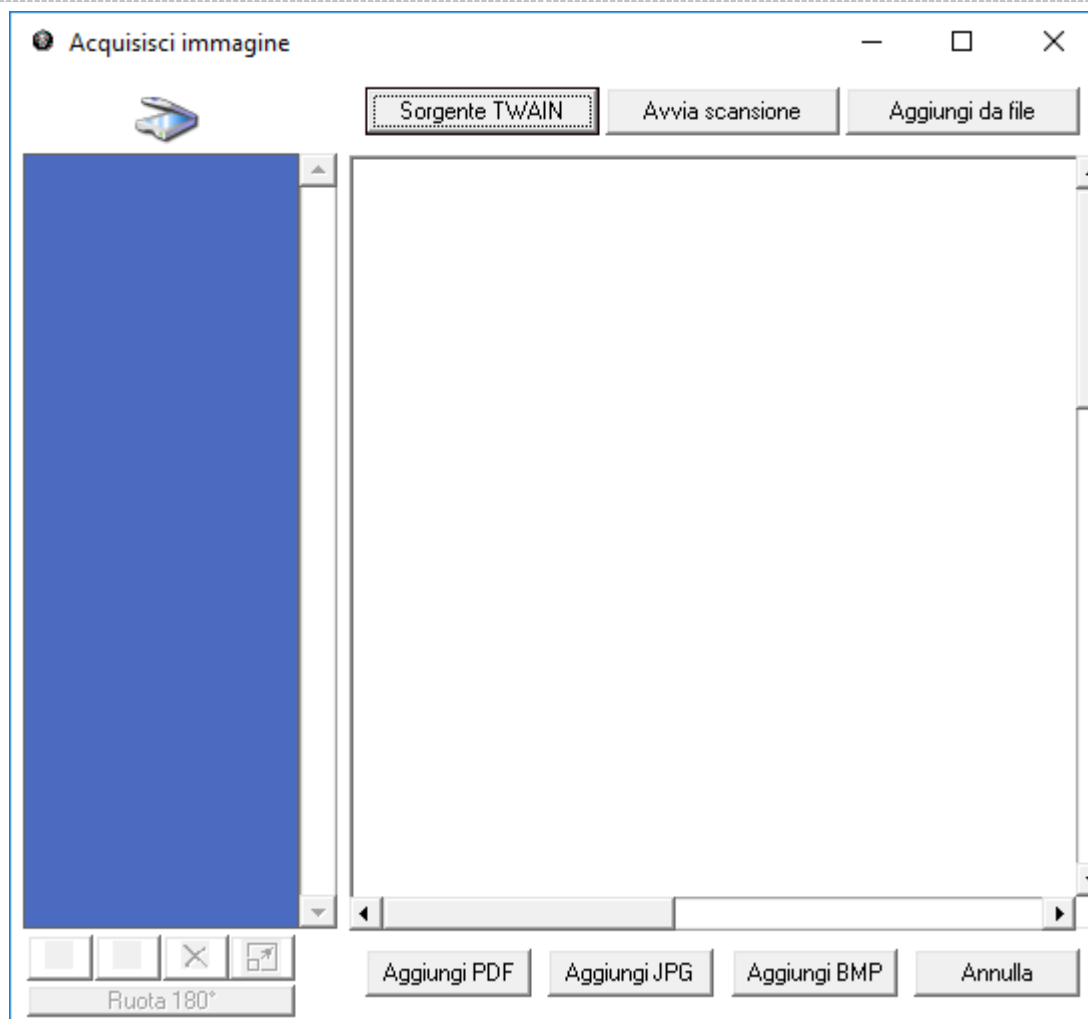 Acquisisci immagine
Sorgente TWAIN Avvia scansione Aggiungi da file
Aggiungi PDF Aggiungi JPG Aggiungi BMP Annulla
Ruota 180°